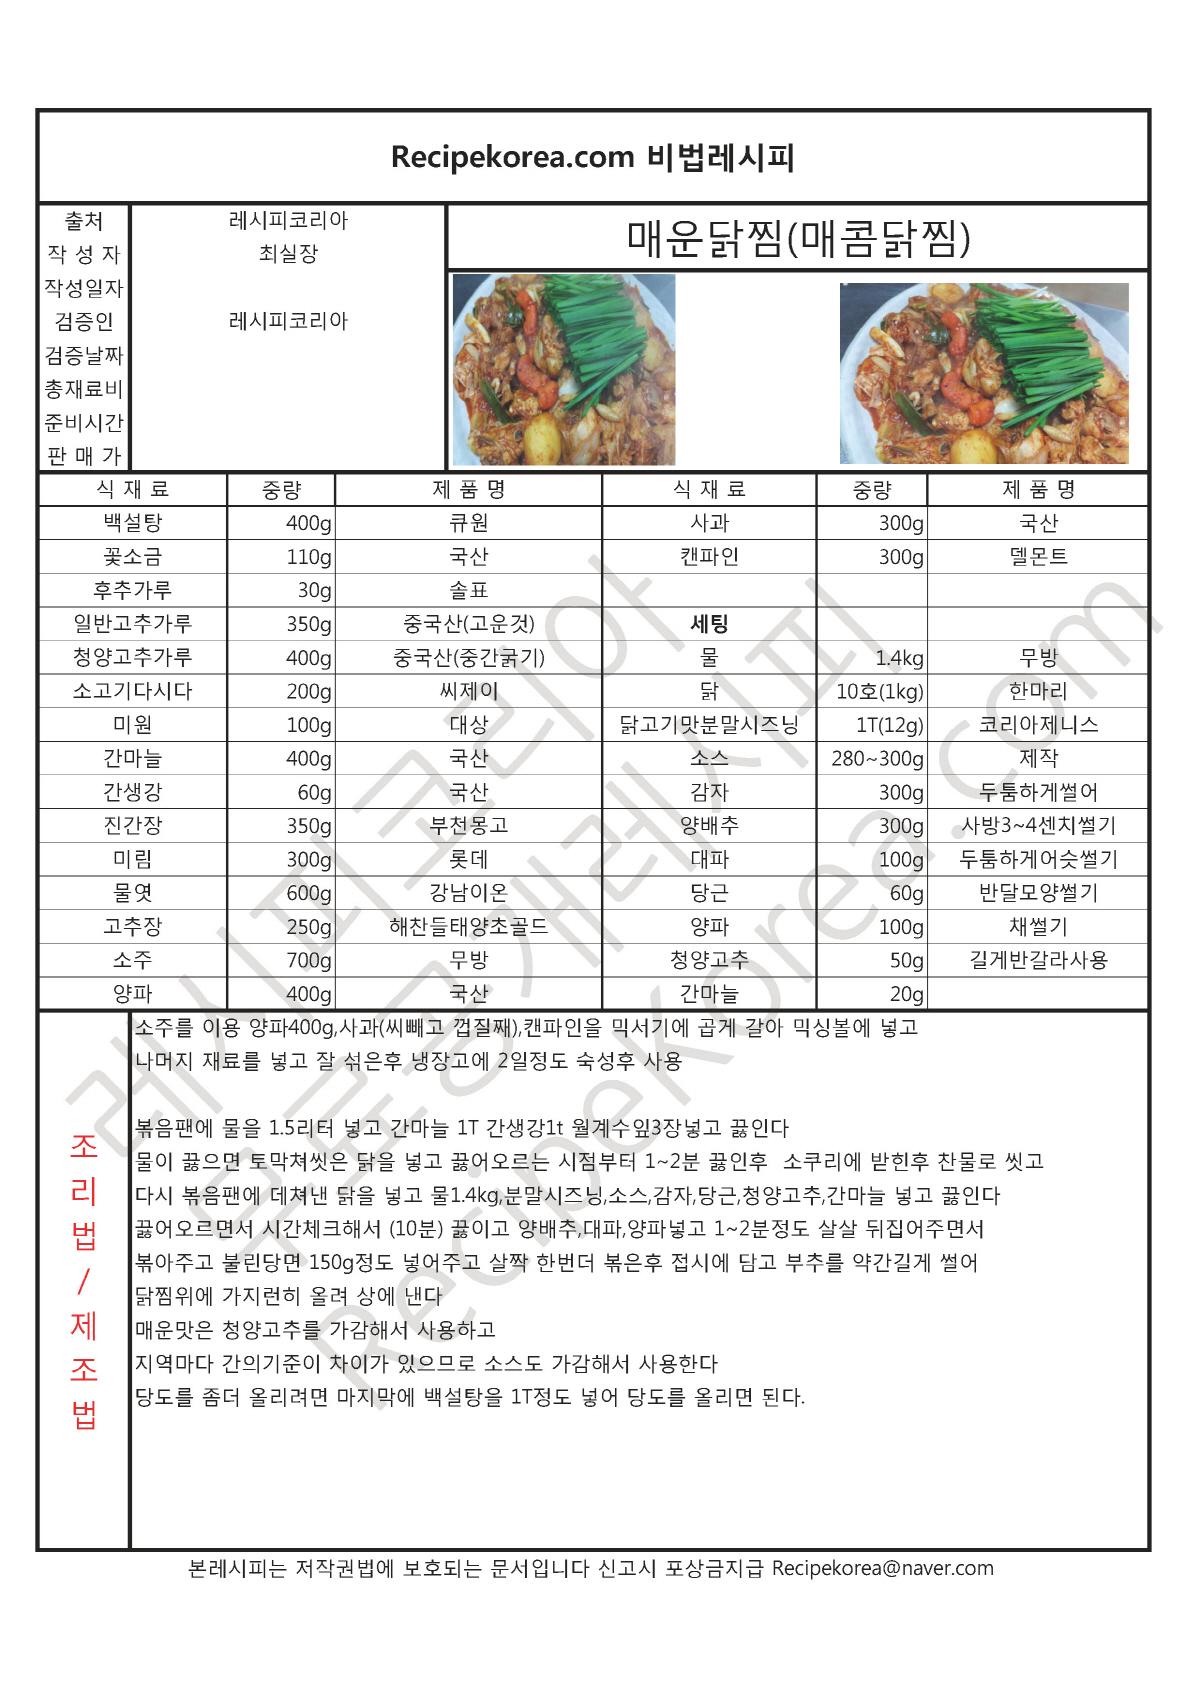 Recipekorea.com 비법레시피
출처 레시피코리아
작 성 자 최실장
매운닭찜(매콤닭찜)
작성일자
검증인 레시피코리아
검증날짜
총재료비
준비시간
판 매 가
식 재 료 중량 제 품 명 식 재 료 중량 제 품 명
백설탕 400g 큐원 사과 300g 국산
꽃소금 110g 국산 캔파인 300g 델몬트
후추가루 30g 솔표
일반고추가루 350g 중국산(고운것) 세팅
청양고추가루 400g 중국산(중간굵기) 물 1.4kg 무방
소고기다시다 200g 씨제이 닭 10호(1kg) 한마리
미원 100g 대상 닭고기맛분말시즈닝 1T(12g) 코리아제니스
간마늘 400g 국산 소스 280~300g 제작
간생강 60g 국산 감자 300g 두툼하게썰어
진간장 350g 부천몽고 양배추 300g 사방3~4센치썰기
미림 300g 롯데 대파 100g 두툼하게어슷썰기
물엿 600g 강남이온 당근 60g 반달모양썰기
고추장 250g 해찬들태양초골드 양파 100g 채썰기
소주 700g 무방 청양고추 50g 길게반갈라사용
양파 400g 국산 간마늘 20g
조리법/제조법
소주를 이용 양파400g,사과(씨빼고 껍질째),캔파인을 믹서기에 곱게 갈아 믹싱볼에 넣고
나머지 재료를 넣고 잘 섞은후 냉장고에 2일정도 숙성후 사용
볶음팬에 물을 1.5리터 넣고 간마늘 1T 간생강1t 월계수잎3장넣고 끓인다
물이 끓으면 토막쳐씻은 닭을 넣고 끓어오르는 시점부터 1~2분 끓인후 소쿠리에 받힌후 찬물로 씻고
다시 볶음팬에 데쳐낸 닭을 넣고 물1.4kg,분말시즈닝,소스,감자,당근,청양고추,간마늘 넣고 끓인다
끓어오르면서 시간체크해서 (10분) 끓이고 양배추,대파,양파넣고 1~2분정도 살살 뒤집어주면서
볶아주고 불린당면 150g정도 넣어주고 살짝 한번더 볶은후 접시에 담고 부추를 약간길게 썰어
닭찜위에 가지런히 올려 상에 낸다
매운맛은 청양고추를 가감해서 사용하고
지역마다 간의기준이 차이가 있으므로 소스도 가감해서 사용한다
당도를 좀더 올리려면 마지막에 백설탕을 1T정도 넣어 당도를 올리면 된다.
레시피코리아
무료공개레시피
Recipekorea.com
본레시피는 저작권법에 보호되는 문서입니다 신고시 포상금지급 Recipekorea@naver.com